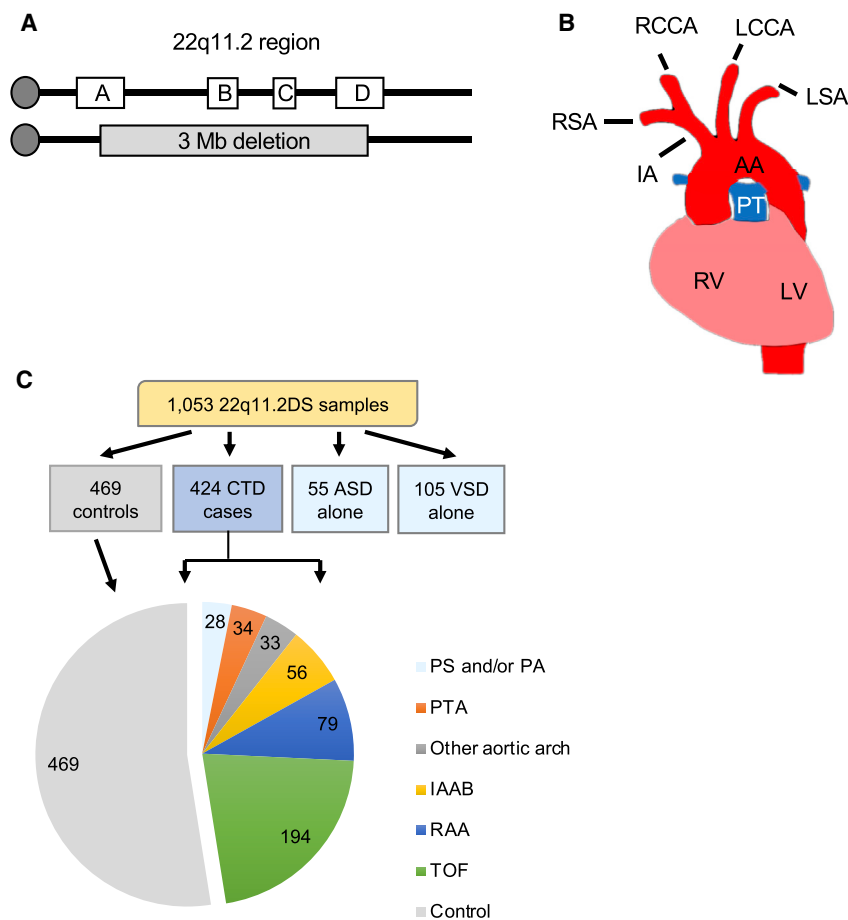 A
22q11.2 region
A B C D
3 Mb deletion
B
RCCA
LCCA
LSA
RSA
IA
AA
PT
RV
LV
C
1,053 22q11.2DS samples
469
controls
424 CTD
cases
55 ASD
alone
105 VSD
alone
28
34
33
56
79
194
469
PS and/or PA
PTA
Other aortic arch
IAAB
RAA
TOF
Control